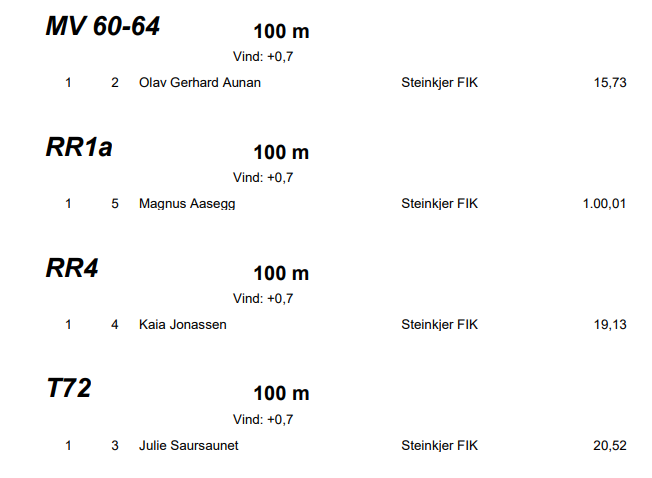 MV 60-64 100 m
Vind: +0,7
1 2 Olav Gerhard Aunan Steinkjer FIK 15,73
RR1a 100 m
Vind: +0,7
1 5 Magnus Aasegg Steinkjer FIK 1.00,01
RR4 100 m
Vind: +0,7
1 4 Kaia Jonassen Steinkjer FIK 19,13
T72 100 m
Vind: +0,7
1 3 Julie Saursaunet Steinkjer FIK 20,52